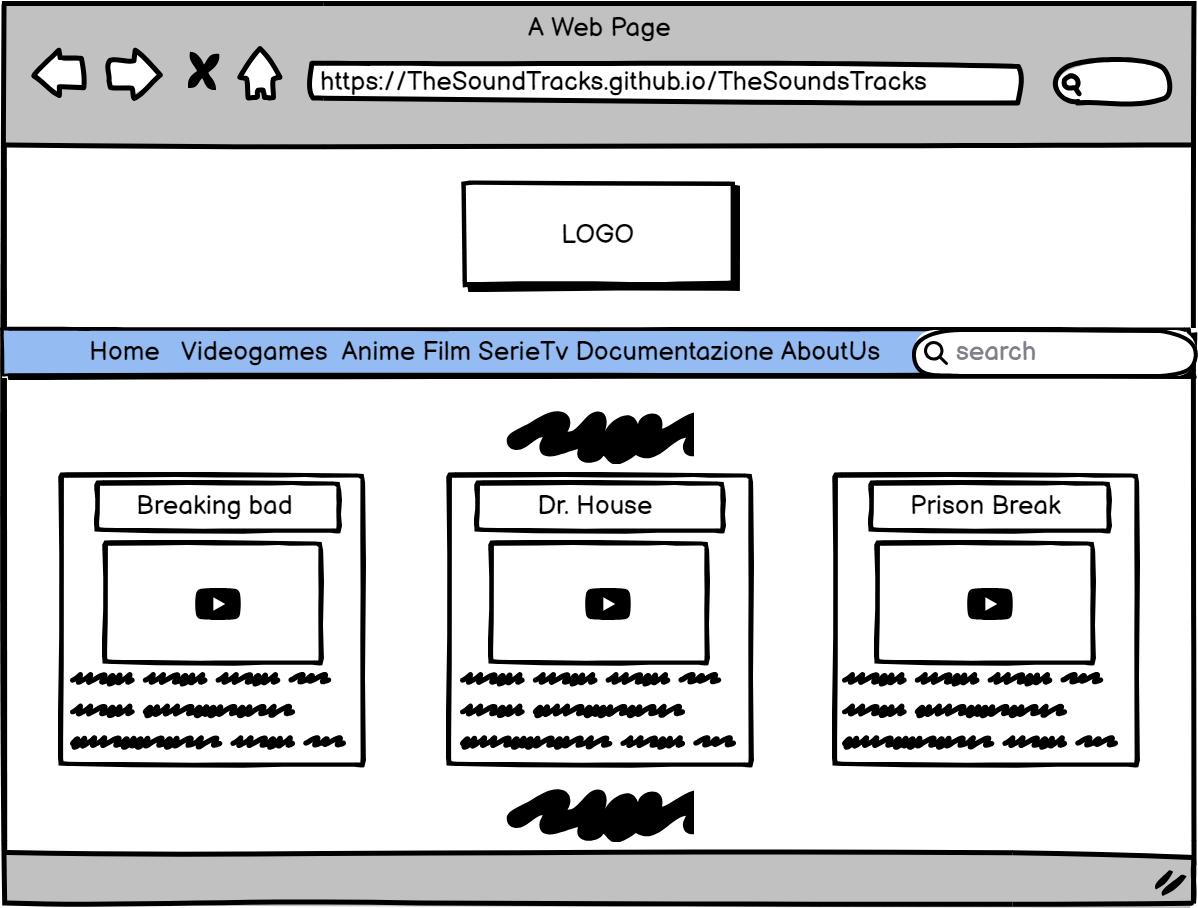 A Web Page
https://TheSoundTracks.github.io/TheSoundsTracks
LOGO
Home Videogames Anime Film SerieTv Documentazione AboutUs search
Breaking bad
Dr. House
Prison Break